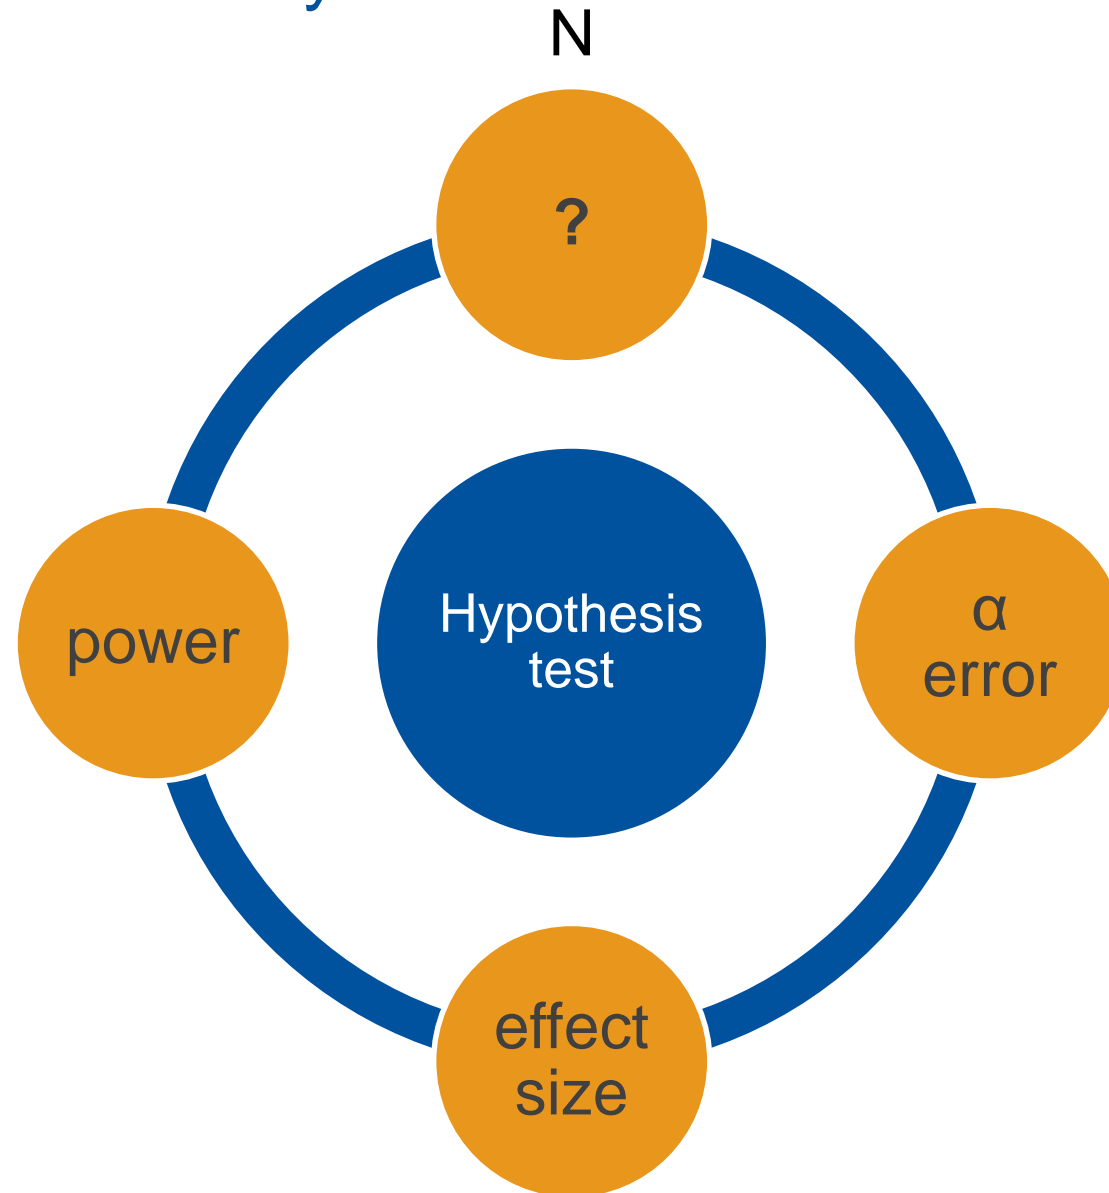 N
?
power
Hypothesis
test
α
error
effect
size